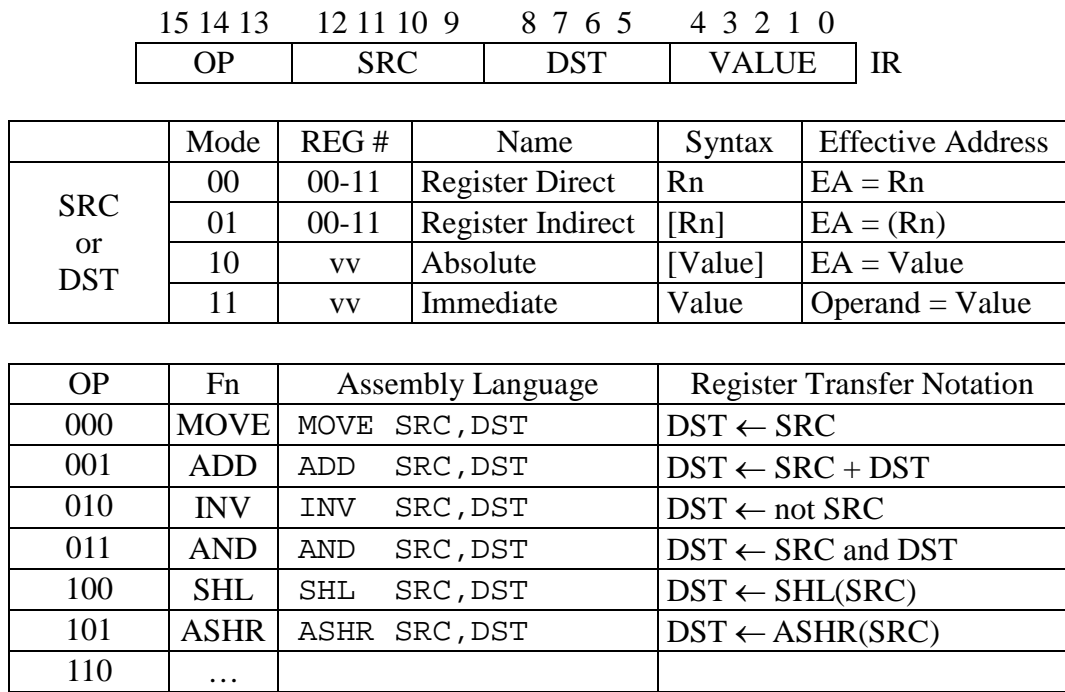 15 14 13 12 11 10 9 8 7 6 5 4 3 2 1 0
OP SRC DST VALUE IR
Mode REG # Name Syntax Effective Address
SRC or DST
00 00-11 Register Direct Rn EA = Rn
01 00-11 Register Indirect [Rn] EA = (Rn)
10 vv Absolute [Value] EA = Value
11 vv Immediate Value Operand = Value
OP Fn Assembly Language Register Transfer Notation
000 MOVE MOVE SRC,DST DST ← SRC
001 ADD ADD SRC,DST DST ← SRC + DST
010 INV INV SRC,DST DST ← not SRC
011 AND AND SRC,DST DST ← SRC and DST
100 SHL SHL SRC,DST DST ← SHL(SRC)
101 ASHR ASHR SRC,DST DST ← ASHR(SRC)
110 …